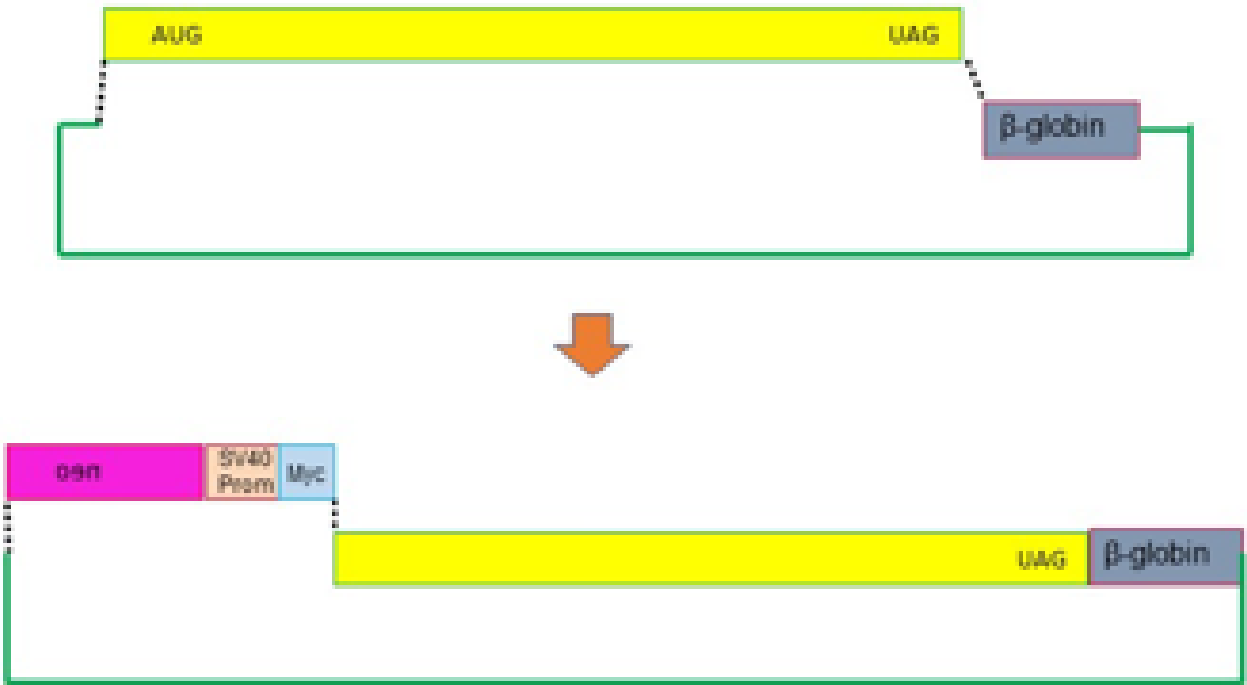 AUG UAG
β-globin
neo
SV40
Prom
Myc
UAG β-globin